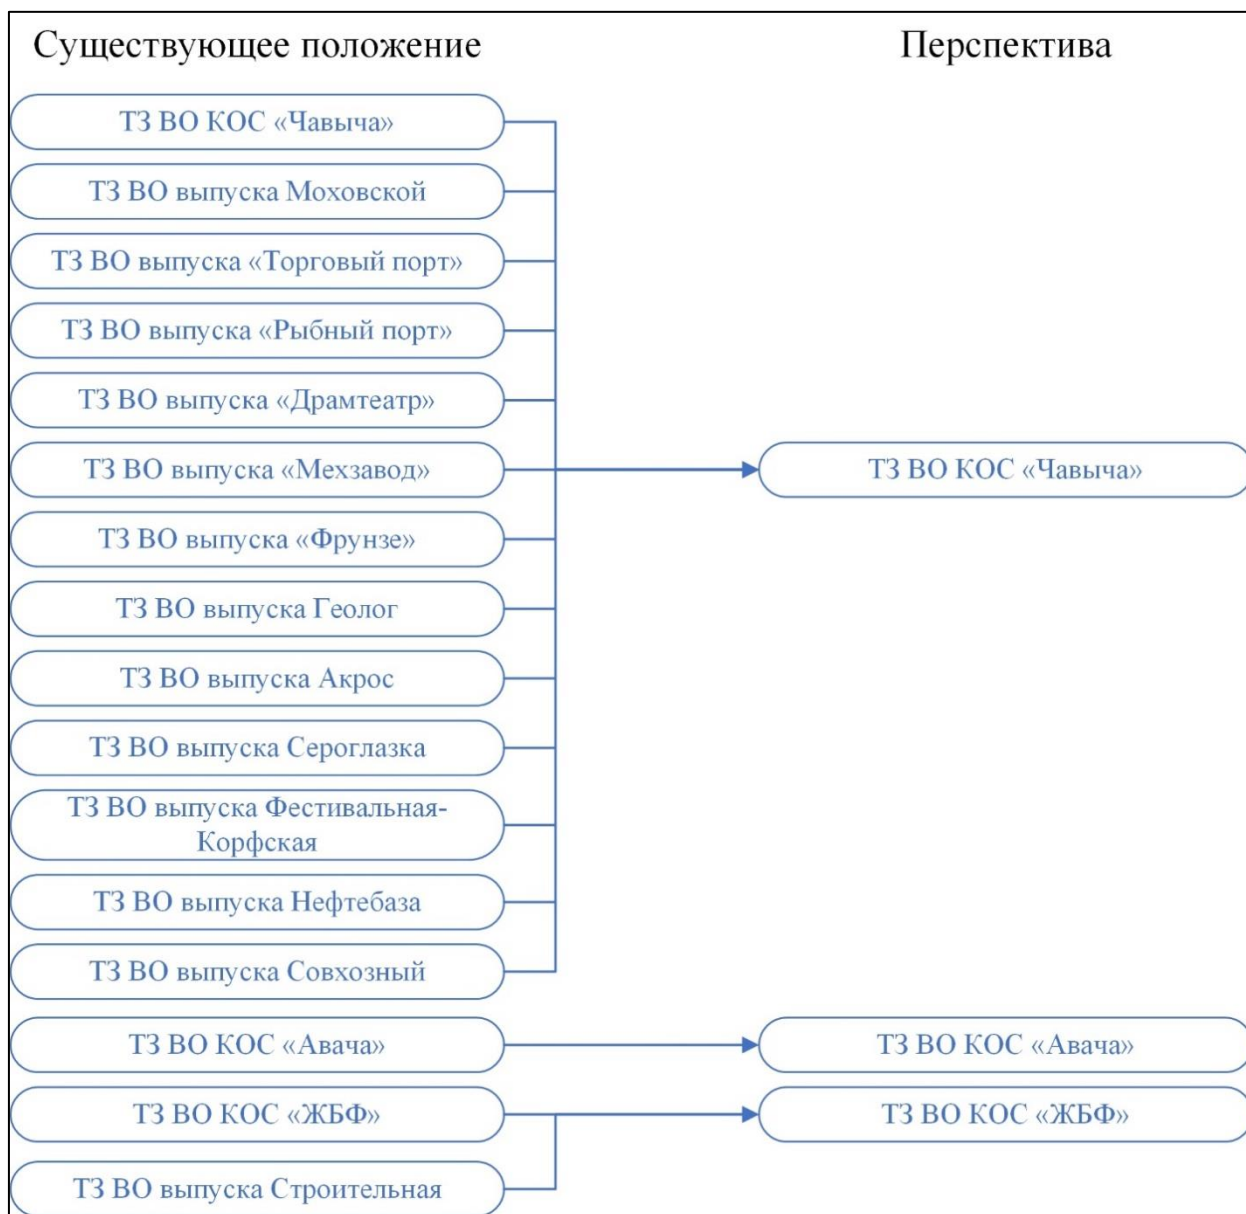 Существующее положение
Перспектива
ТЗ ВО КОС «Чавыча»
ТЗ ВО выпуска Моховской
ТЗ ВО выпуска «Торговый порт»
ТЗ ВО выпуска «Рыбный порт»
ТЗ ВО выпуска «Драмтеатр»
ТЗ ВО выпуска «Мехзавод»
ТЗ ВО КОС «Чавыча»
ТЗ ВО выпуска «Фрунзе»
ТЗ ВО выпуска Геолог
ТЗ ВО выпуска Акрос
ТЗ ВО выпуска Сероглазка
ТЗ ВО выпуска Фестивальная-
Корфская
ТЗ ВО выпуска Нефтебаза
ТЗ ВО выпуска Совхозный
ТЗ ВО КОС «Авача»
ТЗ ВО КОС «Авача»
ТЗ ВО КОС «ЖБФ»
ТЗ ВО КОС «ЖБФ»
ТЗ ВО выпуска Строительная